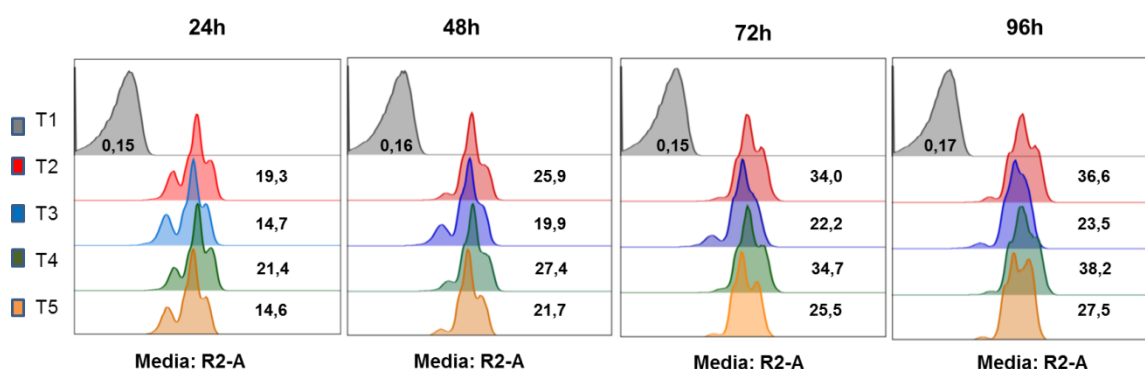 24h
48h
72h
96h
T1
T2
T3
T4
T5
0,15
19,3
14,7
21,4
14,6
0,16
25,9
19,9
27,4
21,7
0,15
34,0
22,2
34,7
25,5
0,17
36,6
23,5
38,2
27,5
Media: R2-A
Media: R2-A
Media: R2-A
Media: R2-A